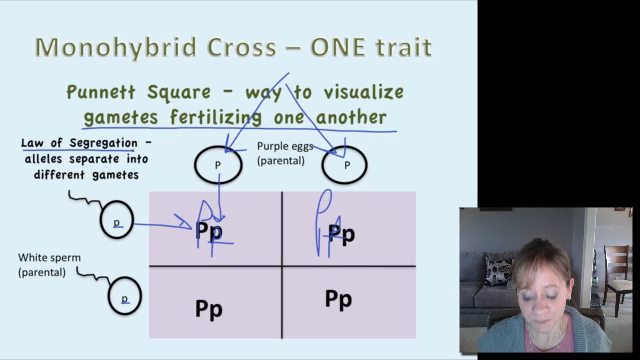 Monohybrid Cross – ONE trait
Punnett Square – way to visualize
gametes fertilizing one another
Law of Segregation –
alleles separate into
different gametes
Purple eggs
(parental)
P
P
p
Pp
Pp
White sperm
(parental)
p
Pp
Pp